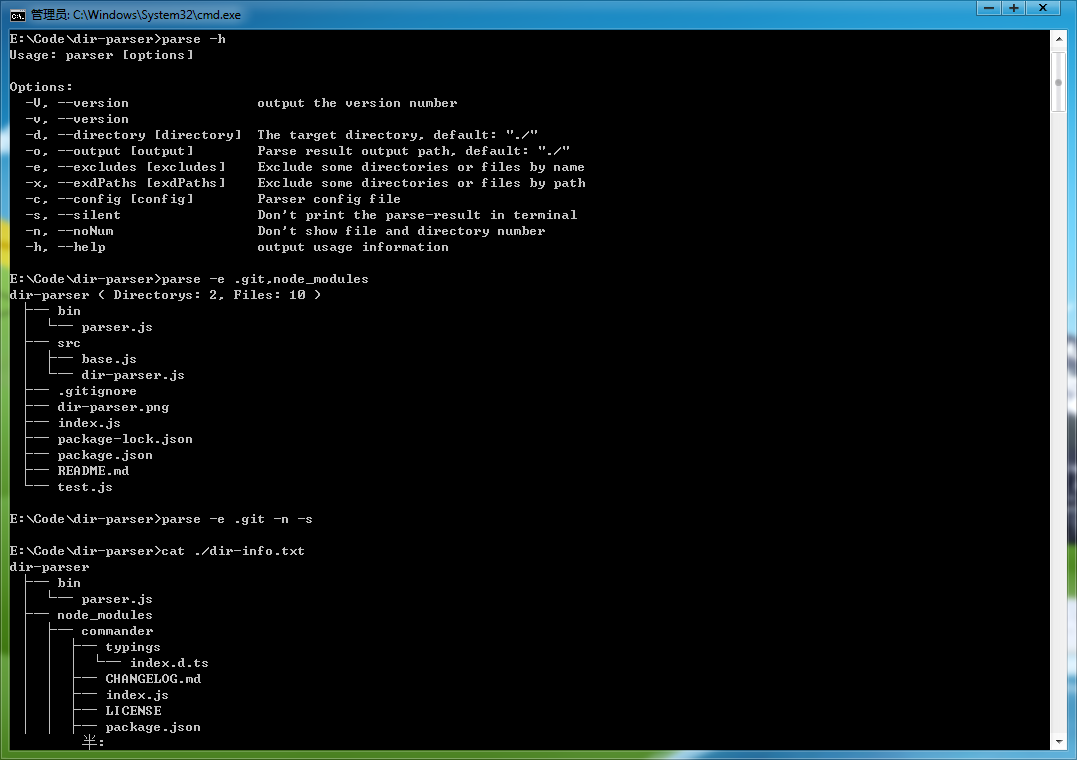 管理员: C:\Windows\System32\cmd.exe
E:\Code\dir-parser>parse -h
Usage: parser [options]
Options:
-V, --version output the version number
-v, --version
-d, --directory [directory] The target directory, default: "./"
-o, --output [output] Parse result output path, default: "./"
-e, --excludes [excludes] Exclude some directories or files by name
-x, --exdPaths [exdPaths] Exclude some directories or files by path
-c, --config [config] Parser config file
-s, --silent Don't print the parse-result in terminal
-n, --noNum Don't show file and directory number
-h, --help output usage information
E:\Code\dir-parser>parse -e .git,node_modules
dir-parser ( Directorys: 2, Files: 10 )
├── bin
│ └── parser.js
├── src
│ ├── base.js
│ └── dir-parser.js
├── .gitignore
├── dir-parser.png
├── index.js
├── package-lock.json
├── package.json
├── README.md
└── test.js
E:\Code\dir-parser>parse -e .git -n -s
E:\Code\dir-parser>cat ./dir-info.txt
dir-parser
├── bin
│ └── parser.js
├── node_modules
│ ├── commander
│ │ ├── typings
│ │ │ └── index.d.ts
│ │ ├── CHANGELOG.md
│ │ ├── index.js
│ │ ├── LICENSE
│ │ ├── package.json
半: